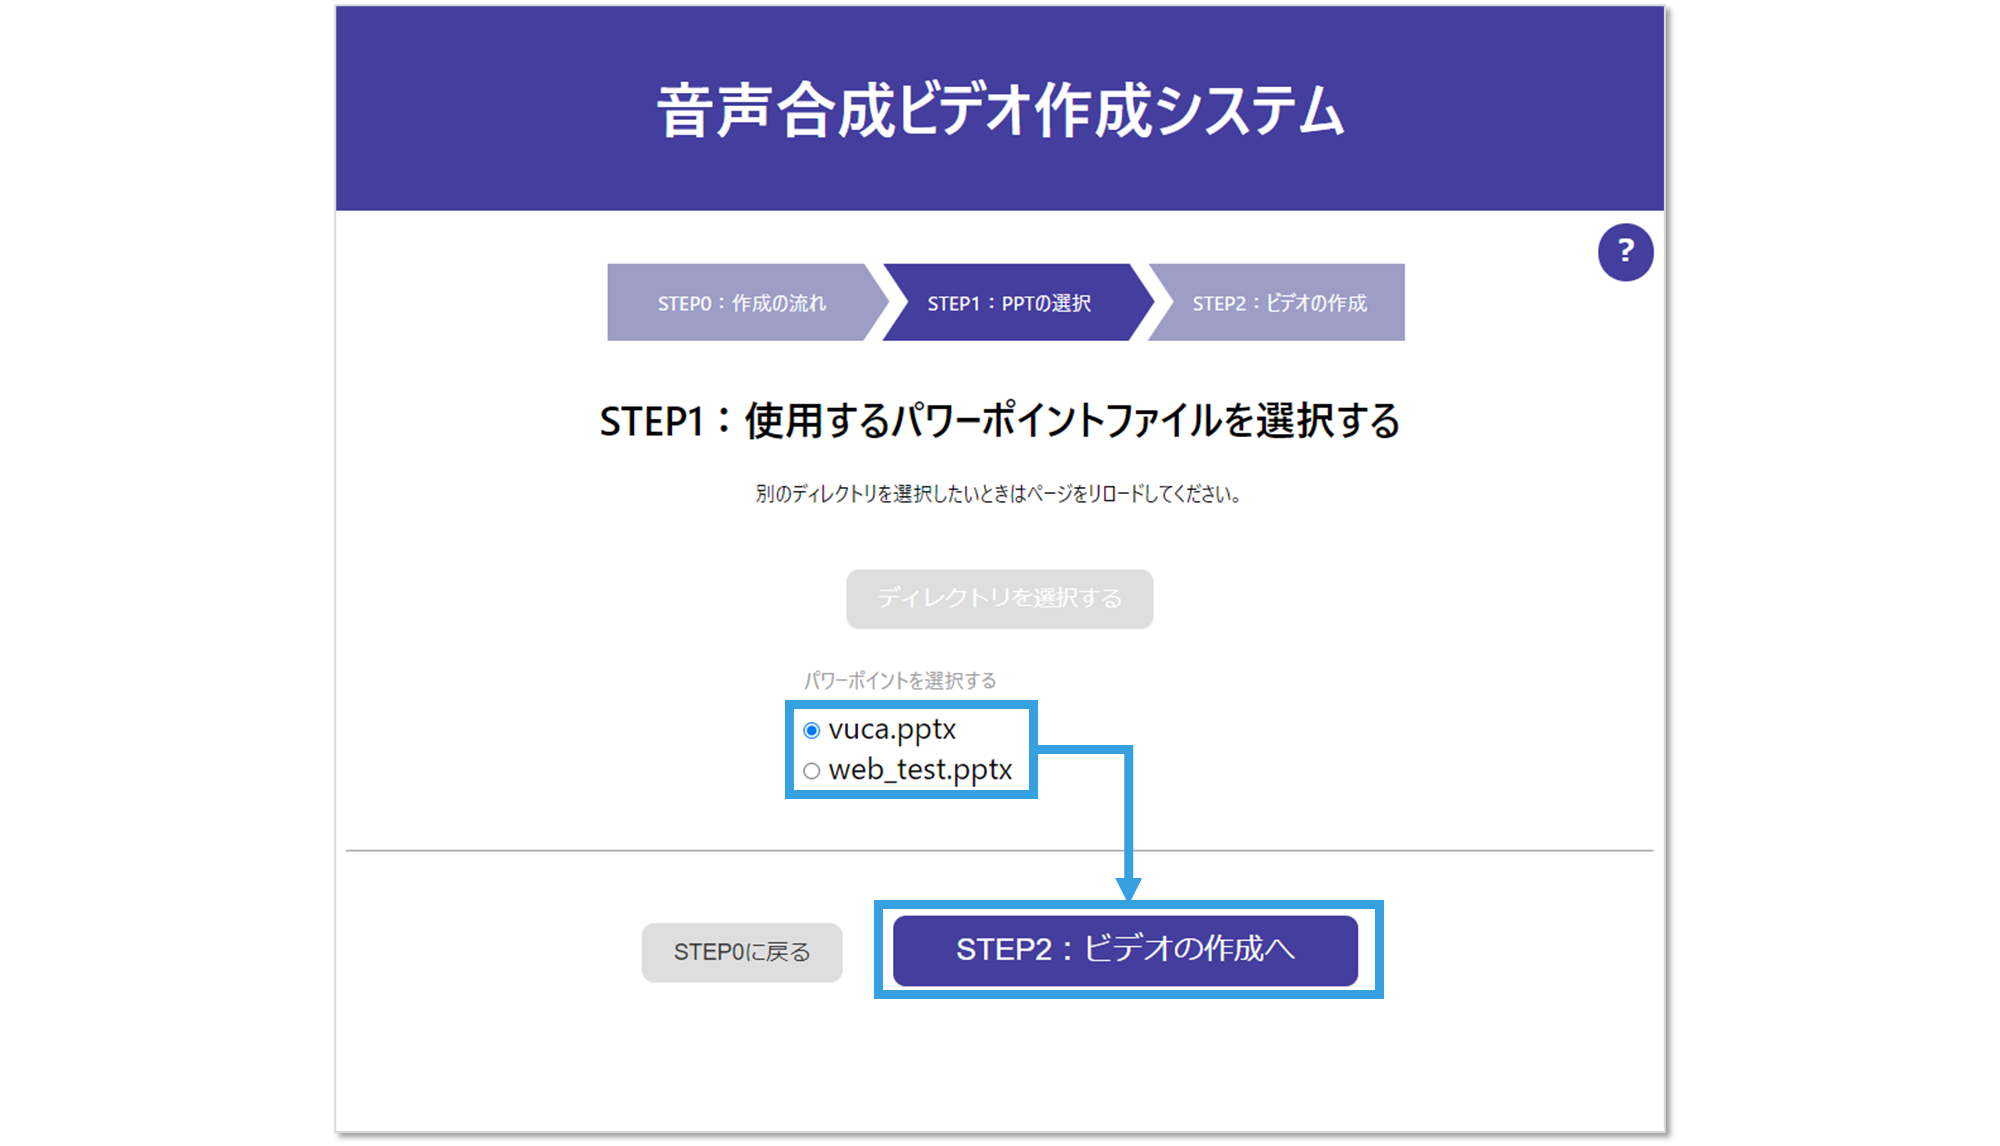 音声合成ビデオ作成システム
?
STEP0：作成の流れ
STEP1：PPTの選択
STEP2：ビデオの作成
STEP1：使用するパワーポイントファイルを選択する
別のディレクトリを選択したいときはページをリロードしてください。
ディレクトリを選択する
パワーポイントを選択する
vuca.pptx
web_test.pptx
STEP0に戻る
STEP2：ビデオの作成へ